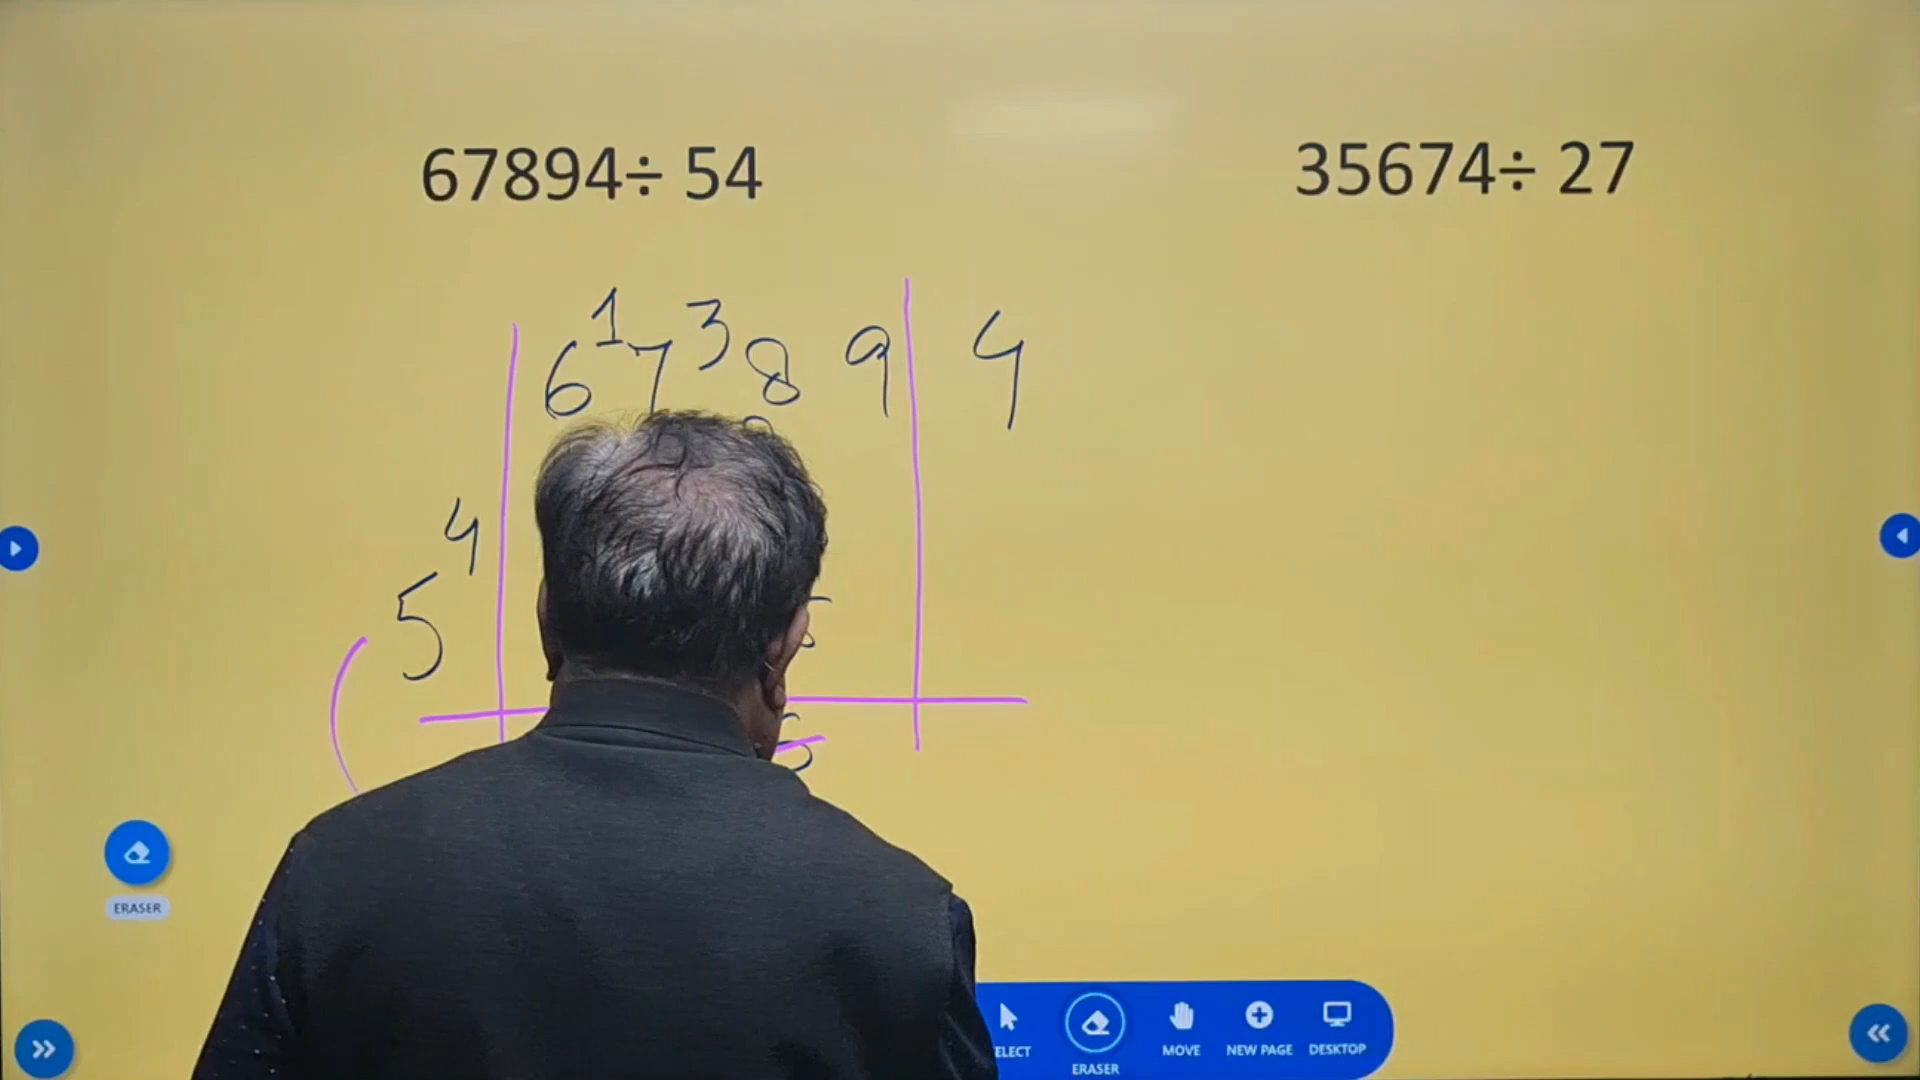 67894÷ 54
35674÷ 27
6 1 7 3 8 9 4
4
5
ERASER
ELECT
ERASER
MOVE
NEW PAGE
DESKTOP